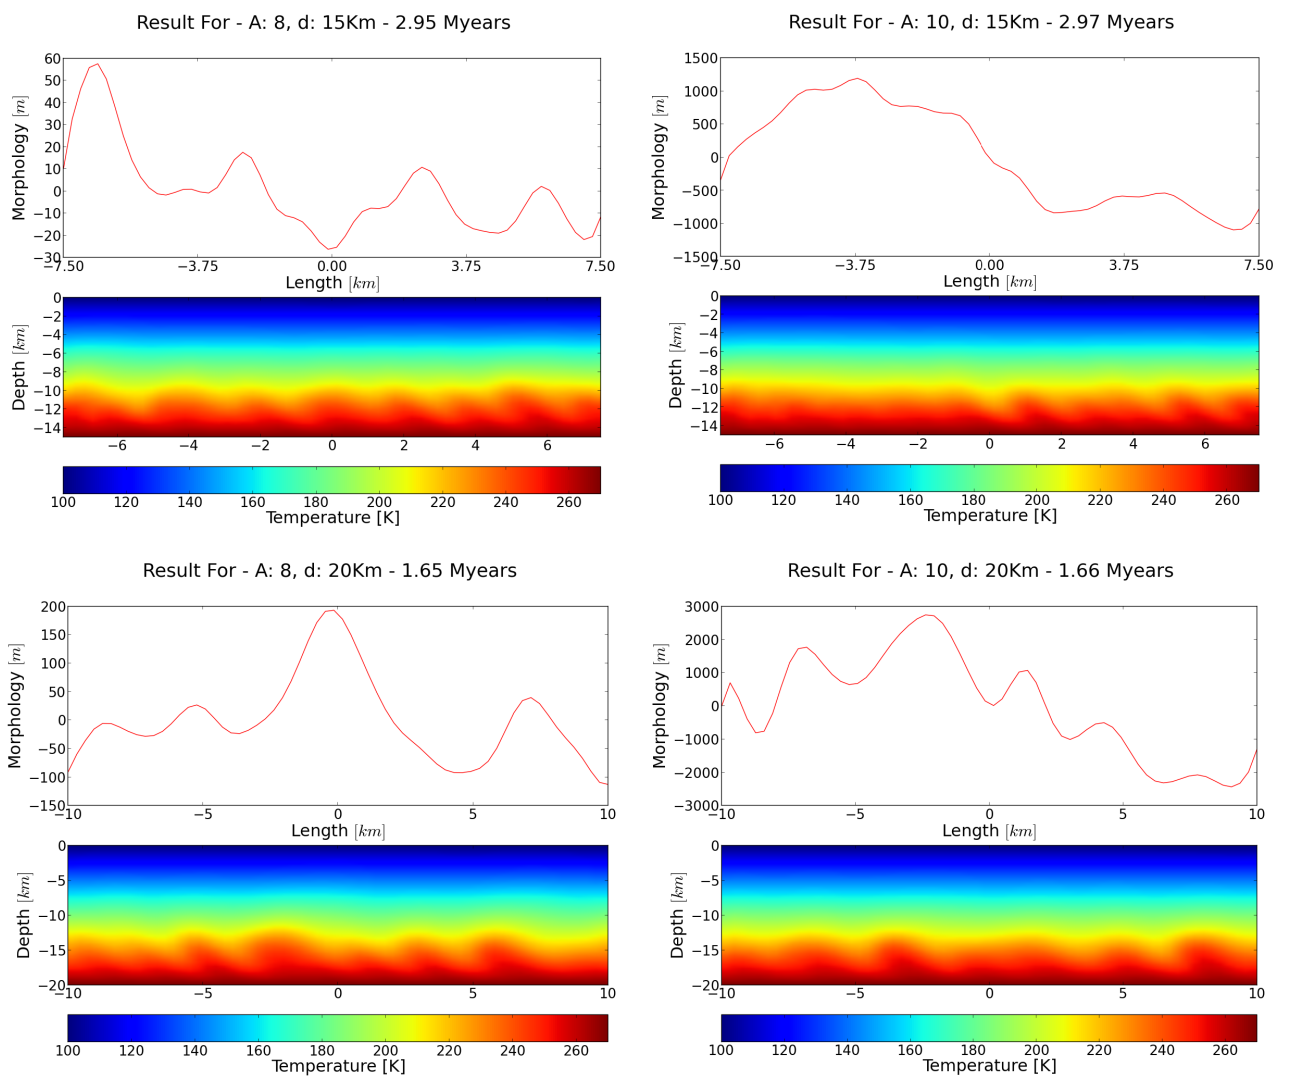 Result For - A: 8, d: 15Km - 2.95 Myears
60
50
40
30
20
10
0
−10
−20
−30
Morphology [m]
−7.50 −3.75 0.00 3.75 7.50
Length [km]
0
−2
−4
−6
−8
−10
−12
−14
Depth [km]
−6 −4 −2 0 2 4 6
100 120 140 160 180 200 220 240 260
Temperature [K]
Result For - A: 10, d: 15Km - 2.97 Myears
1500
1000
500
0
−500
−1000
−1500
Morphology [m]
−7.50 −3.75 0.00 3.75 7.50
Length [km]
0
−2
−4
−6
−8
−10
−12
−14
Depth [km]
−6 −4 −2 0 2 4 6
100 120 140 160 180 200 220 240 260
Temperature [K]
Result For - A: 8, d: 20Km - 1.65 Myears
200
150
100
50
0
−50
−100
−150
Morphology [m]
−10 −5 0 5 10
Length [km]
0
−5
−10
−15
−20
Depth [km]
−10 −5 0 5 10
100 120 140 160 180 200 220 240 260
Temperature [K]
Result For - A: 10, d: 20Km - 1.66 Myears
3000
2000
1000
0
−1000
−2000
−3000
Morphology [m]
−10 −5 0 5 10
Length [km]
0
−5
−10
−15
−20
Depth [km]
−10 −5 0 5 10
100 120 140 160 180 200 220 240 260
Temperature [K]